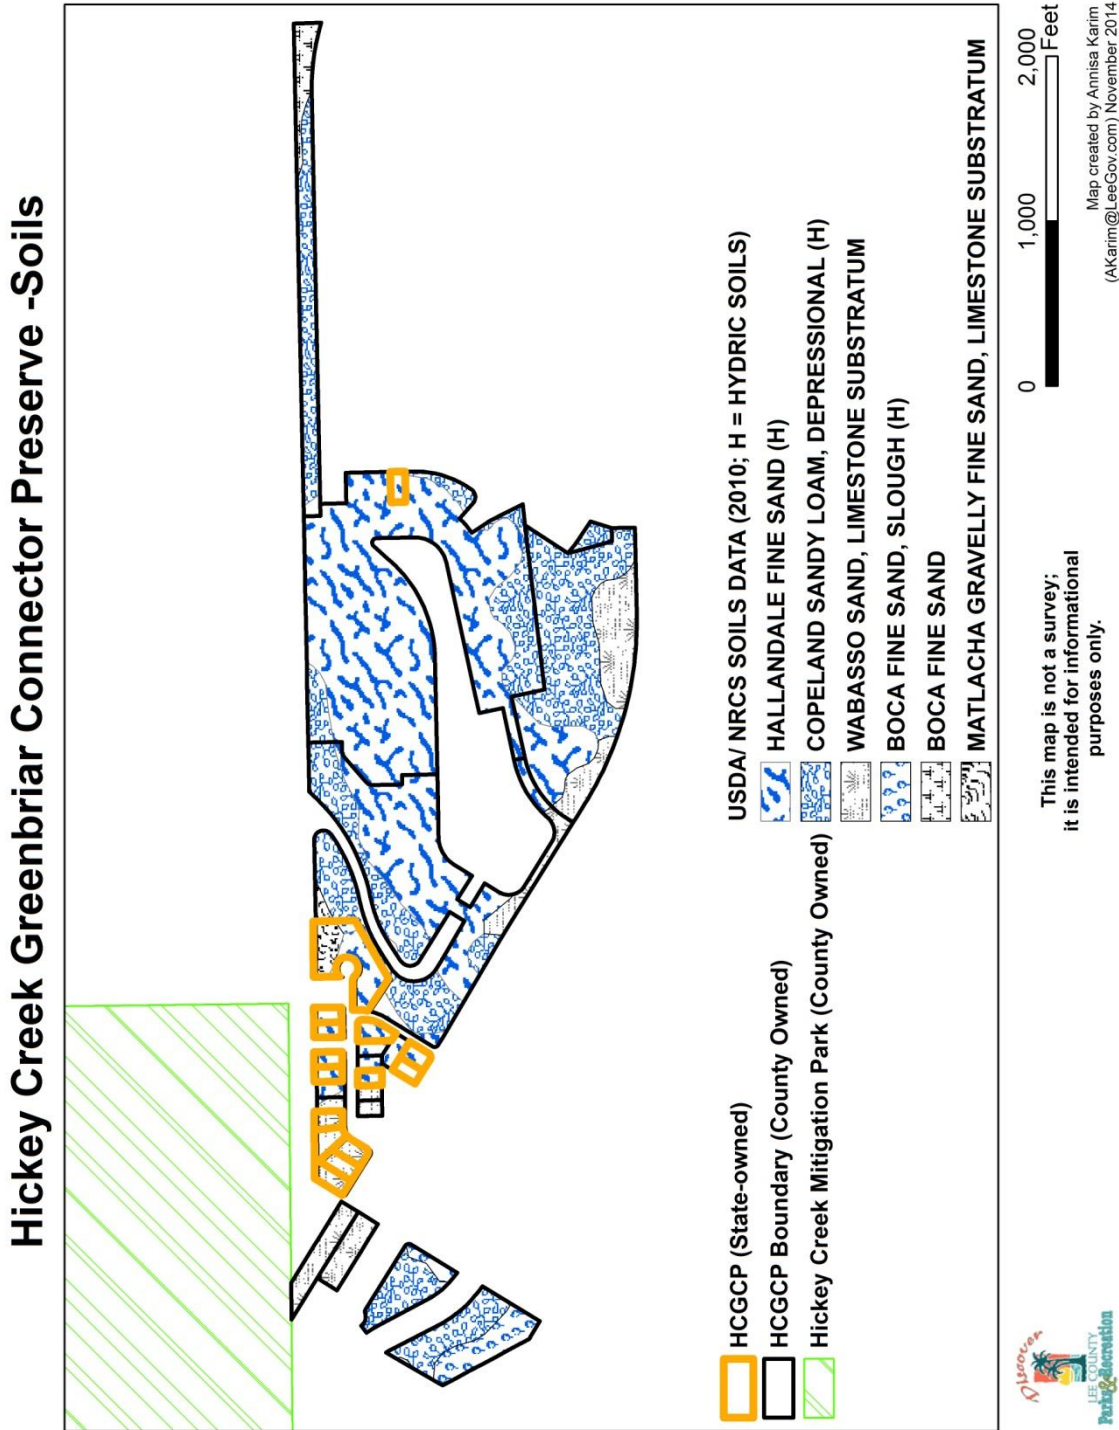 Hickey Creek Greenbriar Connector Preserve -Soils
HCGCP (State-owned)
HCGCP Boundary (County Owned)
Hickey Creek Mitigation Park (County Owned)
USDA/ NRCS SOILS DATA (2010; H = HYDRIC SOILS)
HALLANDALE FINE SAND (H)
COPELAND SANDY LOAM, DEPRESSIONAL (H)
WABASSO SAND, LIMESTONE SUBSTRATUM
BOCA FINE SAND, SLOUGH (H)
BOCA FINE SAND
MATLACHA GRAVELLY FINE SAND, LIMESTONE SUBSTRATUM
Discover
LEE COUNTY
Parks & Recreation
This map is not a survey;
it is intended for informational
purposes only.
0 1,000 2,000
Feet
Map created by Annisa Karim
(AKarim@LeeGov.com) November 2014